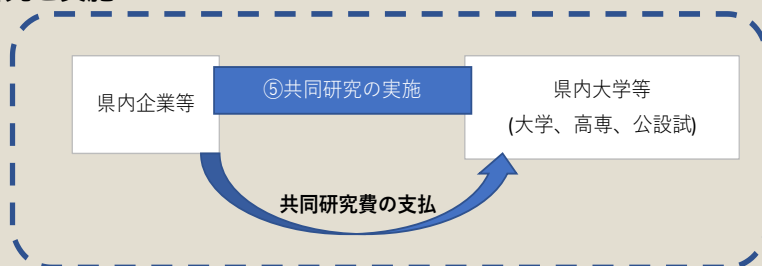 県内企業等
⑤共同研究の実施
県内大学等
(大学、高専、公設試)
共同研究費の支払